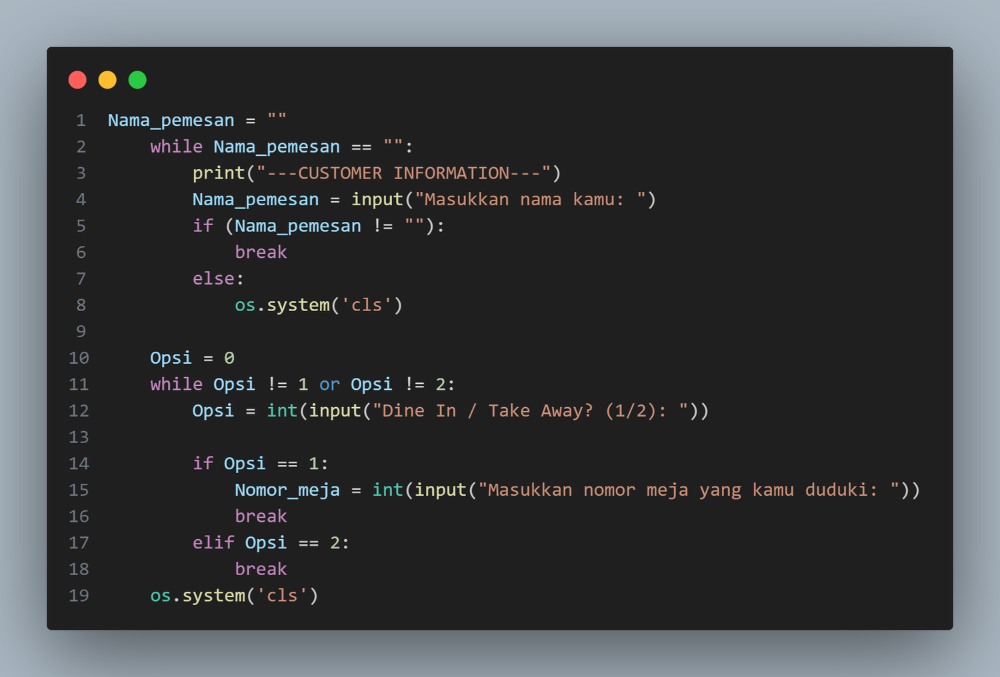 1 Nama_pemesan = ""
2     while Nama_pemesan == "":
3         print("---CUSTOMER INFORMATION---")
4         Nama_pemesan = input("Masukkan nama kamu: ")
5         if (Nama_pemesan != ""):
6             break
7         else:
8             os.system('cls')
9
10     Opsi = 0
11     while Opsi != 1 or Opsi != 2:
12         Opsi = int(input("Dine In / Take Away? (1/2): "))
13
14         if Opsi == 1:
15             Nomor_meja = int(input("Masukkan nomor meja yang kamu duduki: "))
16             break
17         elif Opsi == 2:
18             break
19     os.system('cls')